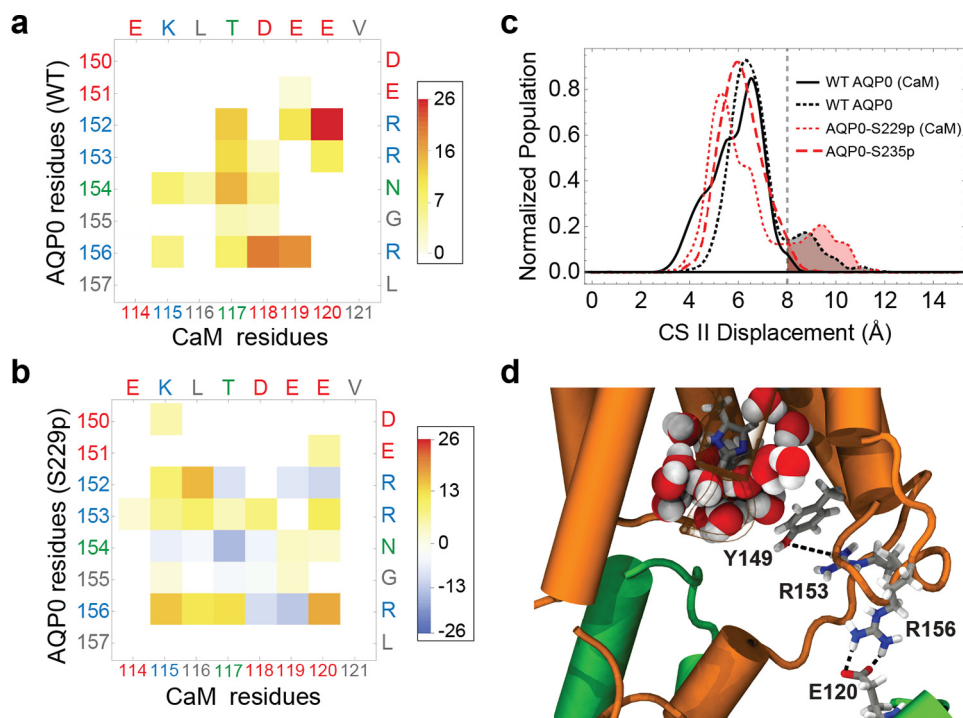 a
E K L T D E E V
AQP0 residues (WT)
150 D
151 E
152 R
153 R
154 N
155 G
156 R
157 L
114 115 116 117 118 119 120 121
CaM residues
26
16
7
0
b
E K L T D E E V
AQP0 residues (S229p)
150 D
151 E
152 R
153 R
154 N
155 G
156 R
157 L
114 115 116 117 118 119 120 121
CaM residues
26
13
0
-13
-26
c
Normalized Population
0.8
0.6
0.4
0.2
0.0
0 2 4 6 8 10 12 14
CS II Displacement (Å)
WT AQP0 (CaM)
WT AQP0
AQP0-S229p (CaM)
AQP0-S235p
d
Y149
R153
R156
E120